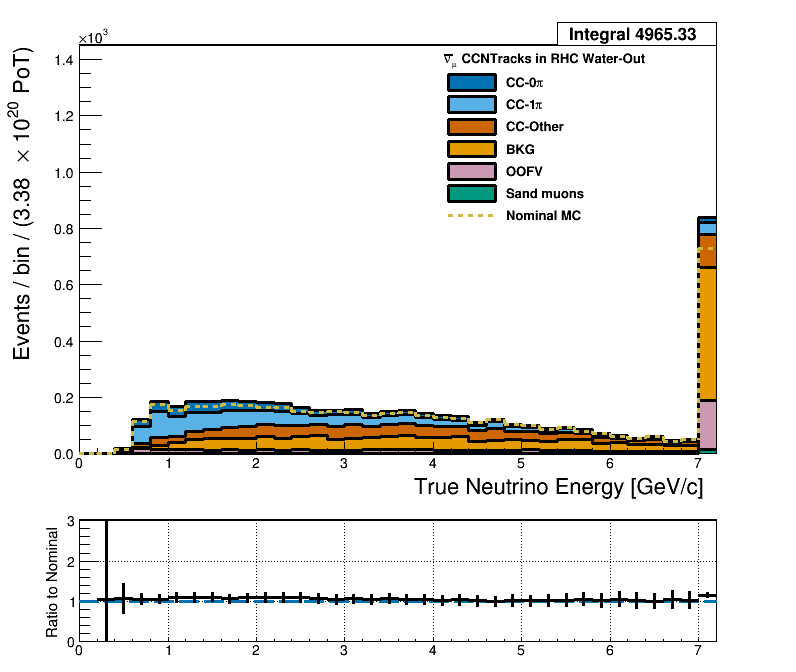 Integral 4965.33
×10³
ν̄μ CCNTracks in RHC Water-Out
CC-0π
CC-1π
CC-Other
BKG
OOFV
Sand muons
Nominal MC
Events / bin / (3.38 × 10²⁰ PoT)
1.4
1.2
1.0
0.8
0.6
0.4
0.2
0.0
0 1 2 3 4 5 6 7
True Neutrino Energy [GeV/c]
Ratio to Nominal
3
2
1
0
0 1 2 3 4 5 6 7